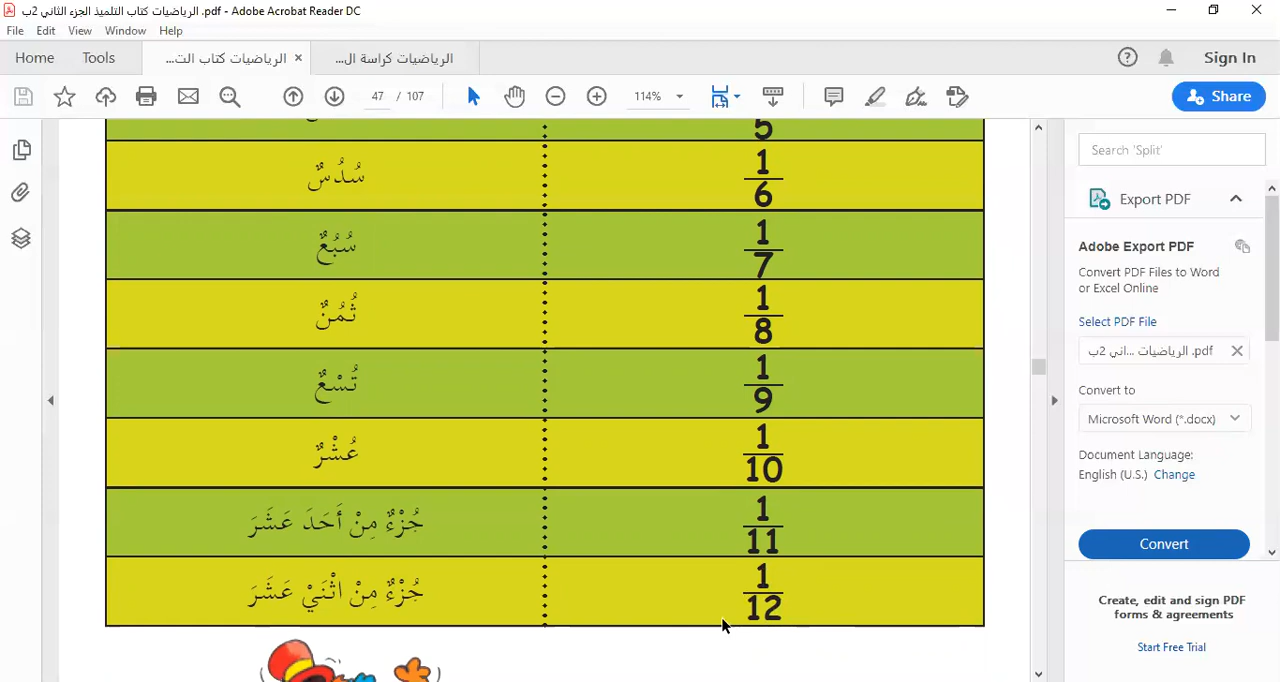 الرياضيات كتاب التلميذ الجزء الثاني 2ب .pdf - Adobe Acrobat Reader DC
File Edit View Window Help
Home Tools الرياضيات كتاب الت... × الرياضيات كراسة ال... Sign In
47 / 107 114% Share
5
سُدُسٌ 1/6
سُبُعٌ 1/7
ثُمُنٌ 1/8
تُسْعٌ 1/9
عُشْرٌ 1/10
جُزْءٌ مِنْ أَحَدَ عَشَرَ 1/11
جُزْءٌ مِنْ اثْنَيْ عَشَرَ 1/12
Search 'Split'
Export PDF
Adobe Export PDF
Convert PDF Files to Word
or Excel Online
Select PDF File
الرياضيات ...اني 2ب .pdf
Convert to
Microsoft Word (*.docx)
Document Language:
English (U.S.) Change
Convert
Create, edit and sign PDF
forms & agreements
Start Free Trial